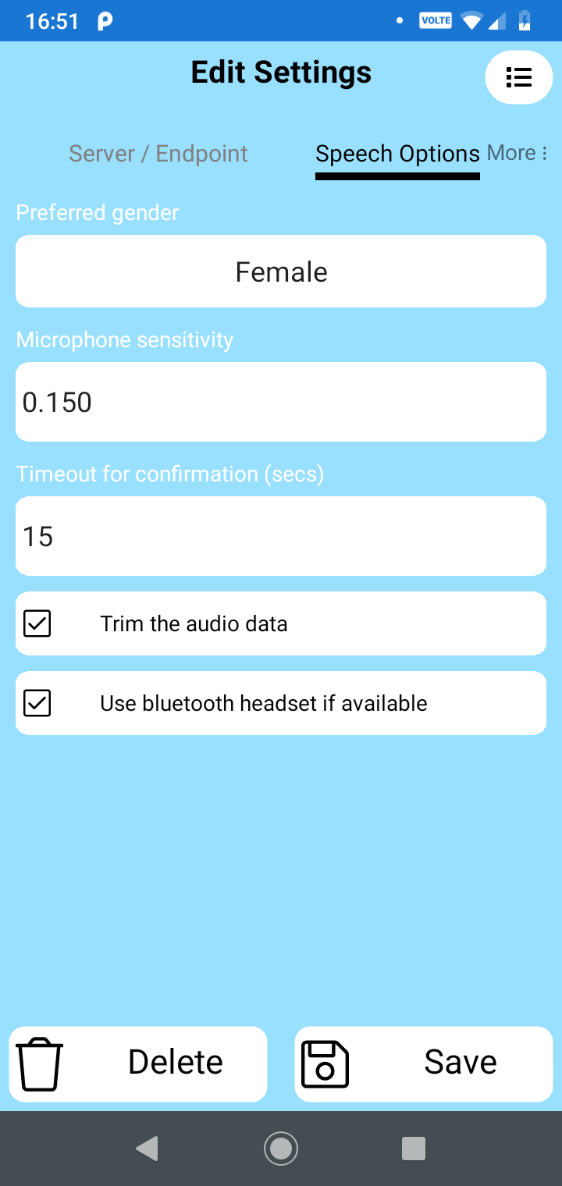 16:51
VOLTE
Edit Settings
Server / Endpoint
Speech Options
More
Preferred gender
Female
Microphone sensitivity
0.150
Timeout for confirmation (secs)
15
Trim the audio data
Use bluetooth headset if available
Delete
Save